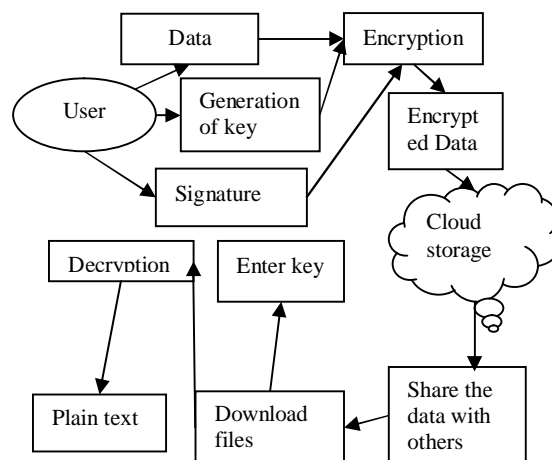 Data
Encryption
User
Generation
of key
Encrypt
ed Data
Signature
Cloud
storage
Decryption
Enter key
Plain text
Download
files
Share the
data with
others